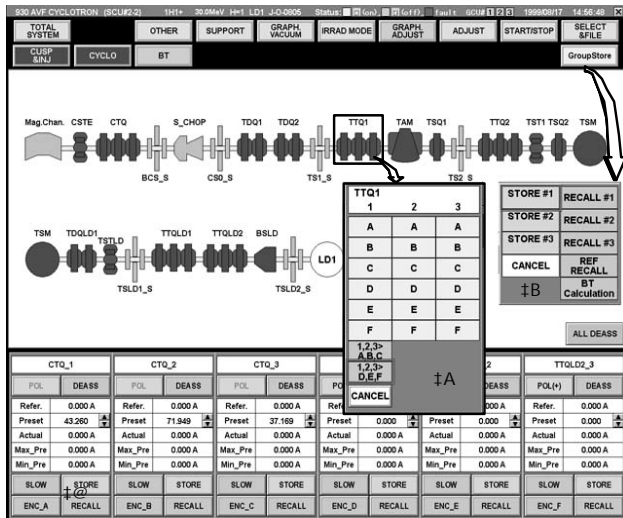 930 AVF CYCLOTRON (SCU#2-2) 1H1+ 30.0MeV H=1 LD1 J-D-0805 Status: (on) (off) fault GCU# 1 2 3 1999/08/17 14:56:48
TOTAL SYSTEM OTHER SUPPORT GRAPH. VACUUM IRRAD MODE GRAPH. ADJUST ADJUST START/STOP SELECT &FILE
CUSP &INJ CYCLO BT GroupStore
Mag.Chan. CSTE CTQ S_CHOP TDQ1 TDQ2 TTQ1 TAM TSQ1 TTQ2 TST1 TSQ2 TSM
BCS_S CS0_S TS1_S TS2_S
TSM TDQLD1 TSTLD TTQLD1 TTQLD2 BSLD LD1
TSLD1_S TSLD2_S
TTQ1
1 2 3
A A A
B B B
C C C
D D D
E E E
F F F
1,2,3>
A,B,C
1,2,3>
D,E,F
CANCEL
‡A
STORE #1 RECALL #1
STORE #2 RECALL #2
STORE #3 RECALL #3
CANCEL REF RECALL
‡B BT Calculation
ALL DEASS
CTQ_1 CTQ_2 CTQ_3 _2 TTQLD2_3
POL DEASS POL DEASS POL DEASS PO DEASS POL(+) DEASS
Refer. 0.000 A Refer. 0.000 A Refer. 0.000 A Refer. 0.000 A Refer. 0.000 A Refer. 0.000 A
Preset 43.260 Preset 71.949 Preset 37.169 Preset 0.000 Preset 0.000 Preset 0.000
Actual 0.000 A Actual 0.000 A Actual 0.000 A Actual 0.000 A Actual 0.000 A Actual 0.000 A
Max_Pre 0.000 A Max_Pre 0.000 A Max_Pre 0.000 A Max_Pre 0.000 A Max_Pre 0.000 A Max_Pre 0.000 A
Min_Pre 0.000 A Min_Pre 0.000 A Min_Pre 0.000 A Min_Pre 0.000 A Min_Pre 0.000 A Min_Pre 0.000 A
SLOW STORE SLOW STORE SLOW STORE SLOW STORE SLOW STORE SLOW STORE
‡@
ENC_A RECALL ENC_B RECALL ENC_C RECALL ENC_D RECALL ENC_E RECALL ENC_F RECALL